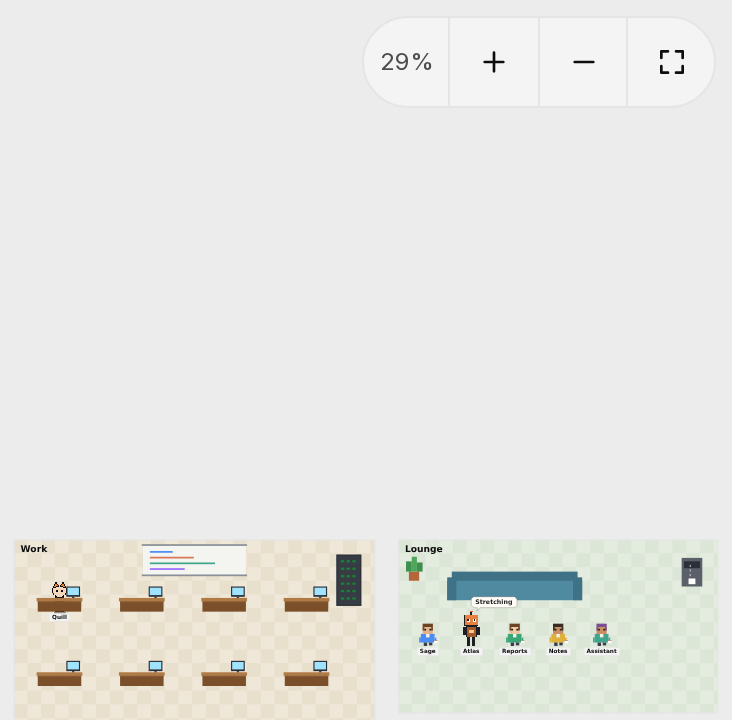 29%
Work
Lounge
Stretching
Quill
Sage
Atlas
Reports
Notes
Assistant